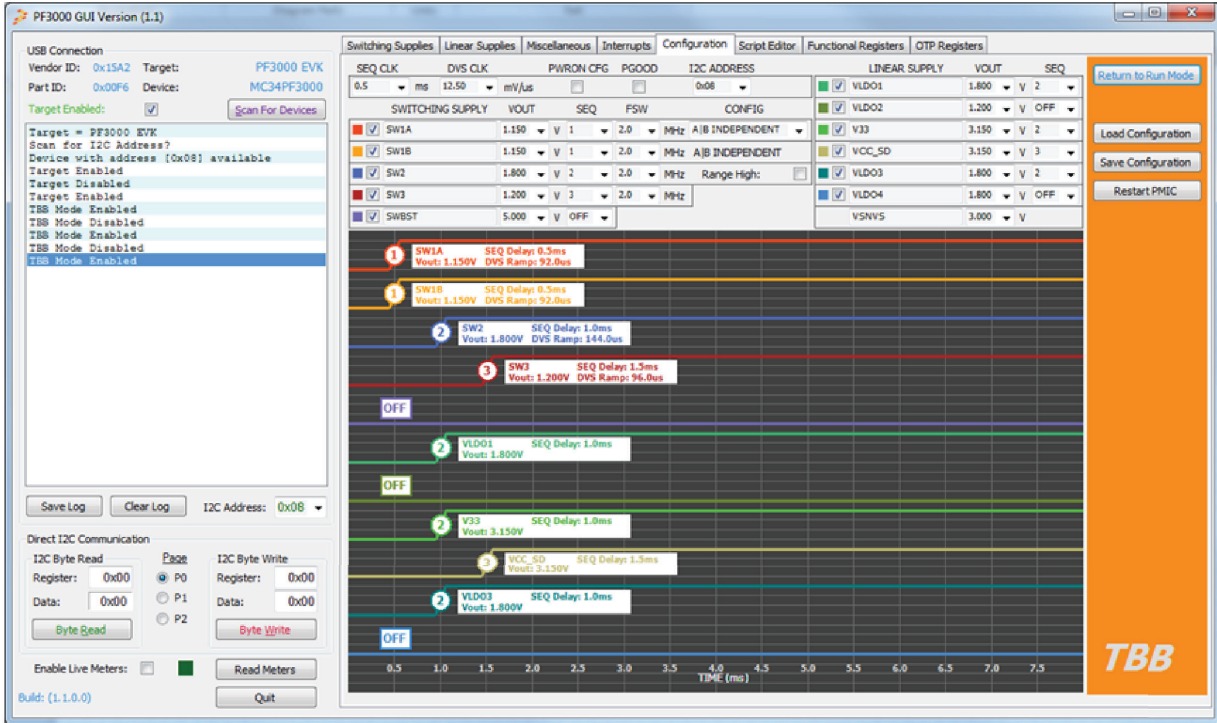 PF3000 GUI Version (1.1)
USB Connection
Vendor ID: 0x15A2 Target: PF3000 EVK
Part ID: 0x00F6 Device: MC34PF3000
Target Enabled: Scan For Devices
Target = PF3000 EVK
Scan for I2C Address?
Device with address [0x08] available
Target Enabled
Target Disabled
Target Enabled
TBB Mode Enabled
TBB Mode Disabled
TBB Mode Enabled
TBB Mode Disabled
TBB Mode Enabled
Save Log Clear Log I2C Address: 0x08
Direct I2C Communication
I2C Byte Read Page I2C Byte Write
Register: 0x00 P0 Register: 0x00
Data: 0x00 P1 Data: 0x00
P2
Byte Read Byte Write
Enable Live Meters: Read Meters
Build: (1.1.0.0) Quit
Switching Supplies Linear Supplies Miscellaneous Interrupts Configuration Script Editor Functional Registers OTP Registers
SEQ CLK DVS CLK PWRON CFG PGOOD I2C ADDRESS
0.5 ms 12.50 mV/us 0x08
SWITCHING SUPPLY VOUT SEQ FSW CONFIG
SW1A 1.150 V 1 2.0 MHz A|B INDEPENDENT
SW1B 1.150 V 1 2.0 MHz A|B INDEPENDENT
SW2 1.800 V 2 2.0 MHz Range High:
SW3 1.200 V 3 2.0 MHz
SWBST 5.000 V OFF
LINEAR SUPPLY VOUT SEQ
VLDO1 1.800 V 2
VLDO2 1.200 V OFF
V33 3.150 V 2
VCC_SD 3.150 V 3
VLDO3 1.800 V 2
VLDO4 1.800 V OFF
VSNVS 3.000 V
Return to Run Mode
Load Configuration
Save Configuration
Restart PMIC
1 SW1A SEQ Delay: 0.5ms
Vout: 1.150V DVS Ramp: 92.0us
1 SW1B SEQ Delay: 0.5ms
Vout: 1.150V DVS Ramp: 92.0us
2 SW2 SEQ Delay: 1.0ms
Vout: 1.800V DVS Ramp: 144.0us
3 SW3 SEQ Delay: 1.5ms
Vout: 1.200V DVS Ramp: 96.0us
OFF
2 VLDO1 SEQ Delay: 1.0ms
Vout: 1.800V
OFF
2 V33 SEQ Delay: 1.0ms
Vout: 3.150V
3 VCC_SD SEQ Delay: 1.5ms
Vout: 3.150V
2 VLDO3 SEQ Delay: 1.0ms
Vout: 1.800V
OFF
0.5 1.0 1.5 2.0 2.5 3.0 3.5 4.0 4.5 5.0 5.5 6.0 6.5 7.0 7.5
TIME (ms)
TBB